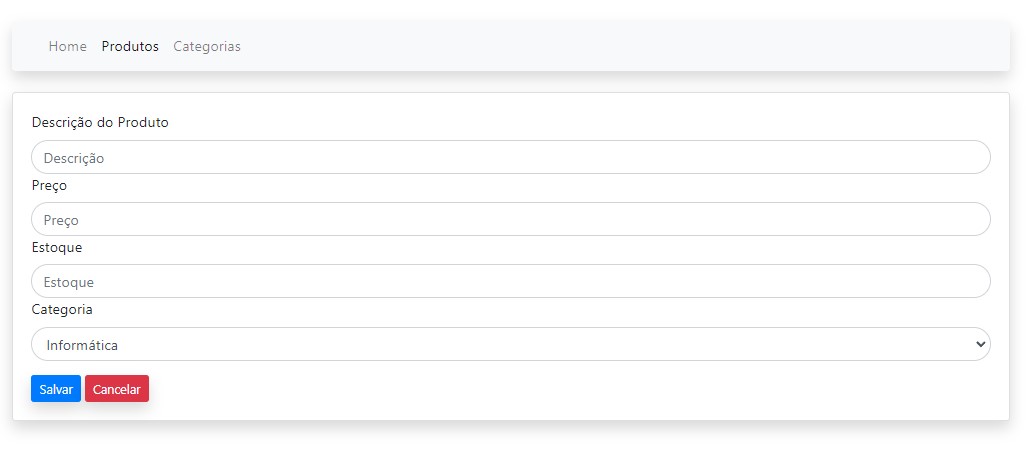 Home Produtos Categorias
Descrição do Produto
Descrição
Preço
Preço
Estoque
Estoque
Categoria
Informática
Salvar Cancelar